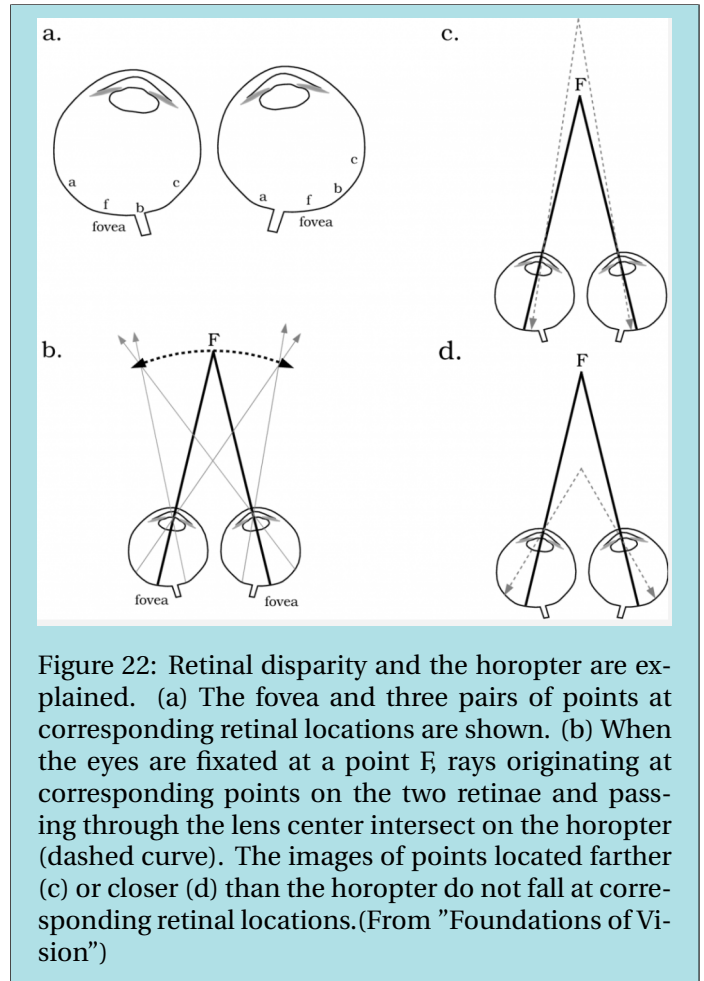 a.
c.
F
a
f
b
c
fovea
a
f
b
c
fovea
b.
F
d.
F
fovea
fovea
Figure 22: Retinal disparity and the horopter are ex-
plained. (a) The fovea and three pairs of points at
corresponding retinal locations are shown. (b) When
the eyes are fixated at a point F, rays originating at
corresponding points on the two retinae and pass-
ing through the lens center intersect on the horopter
(dashed curve). The images of points located farther
(c) or closer (d) than the horopter do not fall at corre-
sponding retinal locations.(From ”Foundations of Vi-
sion”)